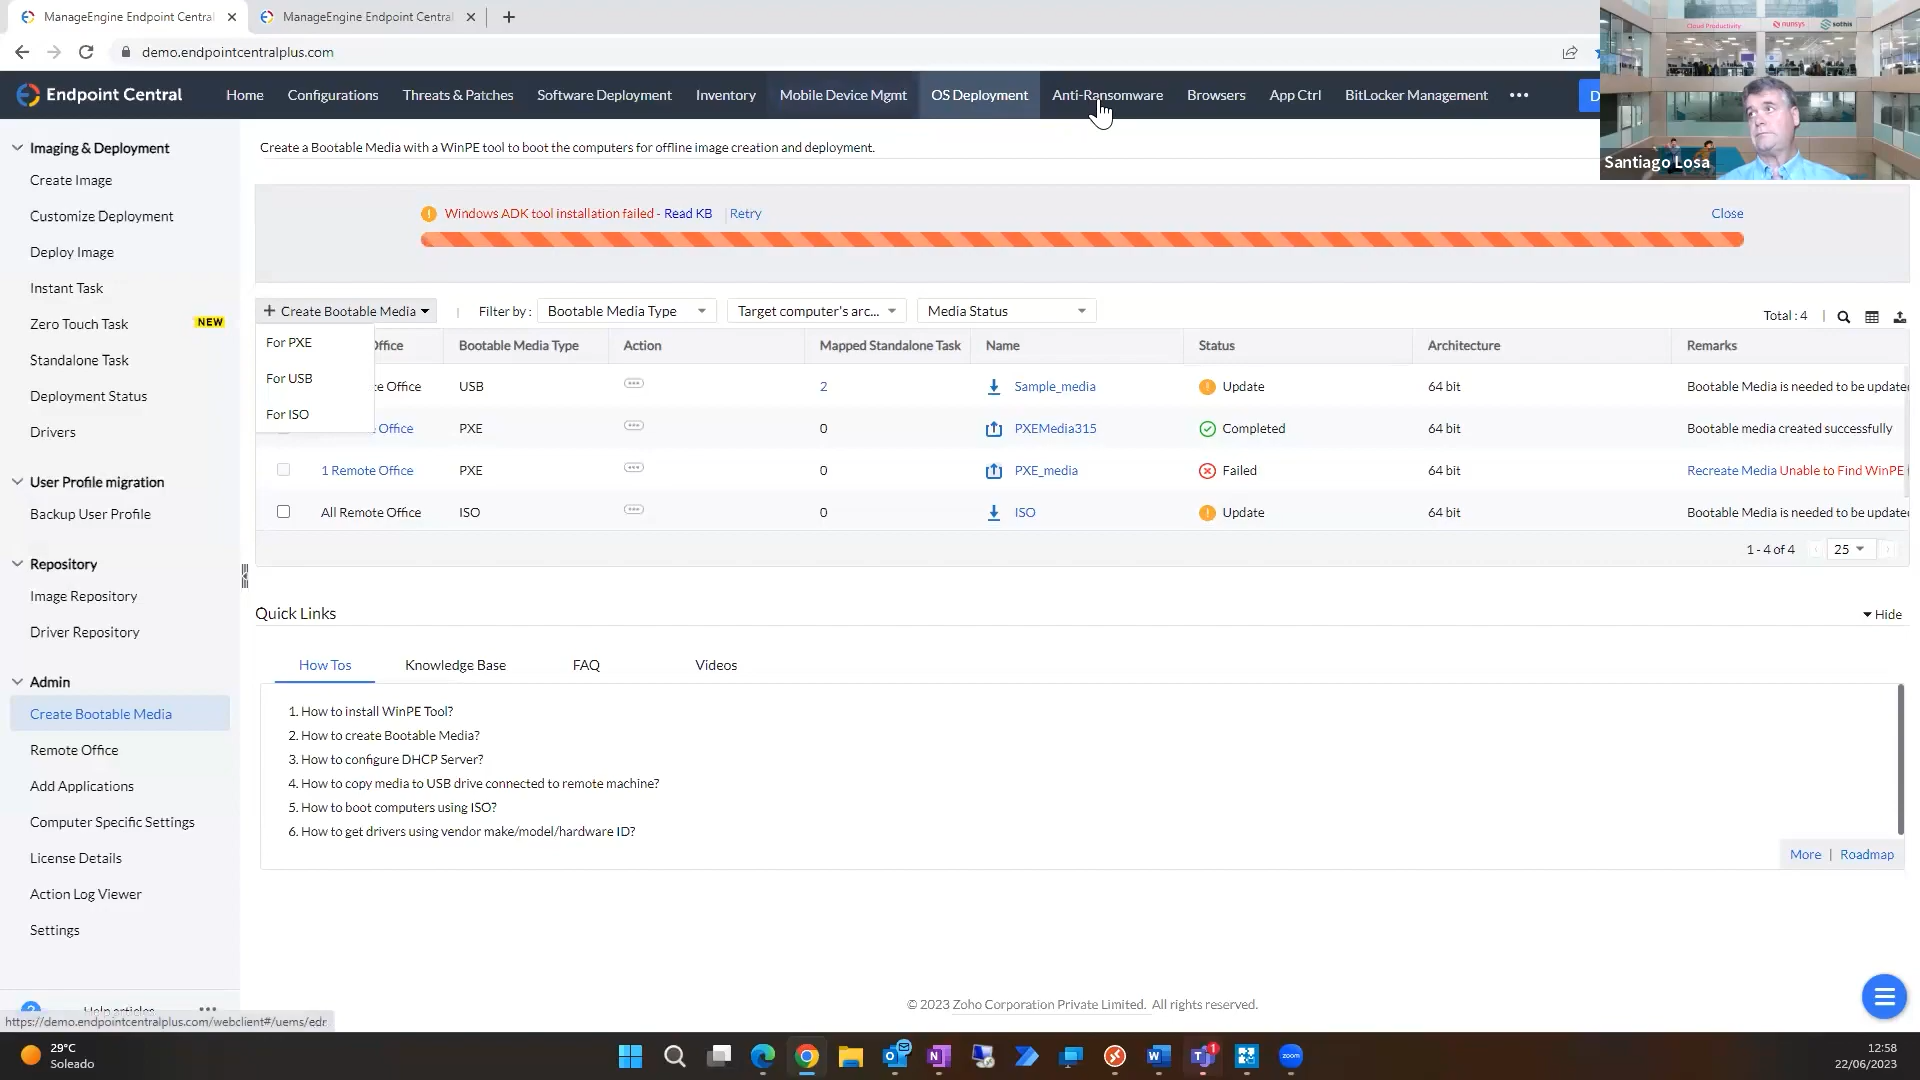 ManageEngine Endpoint Central
ManageEngine Endpoint Central
demo.endpointcentralplus.com
Cloud Productivity
nunsys
sothis
Santiago Losa
Endpoint Central
Home
Configurations
Threats & Patches
Software Deployment
Inventory
Mobile Device Mgmt
OS Deployment
Anti-Ransomware
Browsers
App Ctrl
BitLocker Management
Imaging & Deployment
Create Image
Customize Deployment
Deploy Image
Instant Task
Zero Touch Task NEW
Standalone Task
Deployment Status
Drivers
User Profile migration
Backup User Profile
Repository
Image Repository
Driver Repository
Admin
Create Bootable Media
Remote Office
Add Applications
Computer Specific Settings
License Details
Action Log Viewer
Settings
Help articles
https://demo.endpointcentralplus.com/webclient#/uems/edr
Create a Bootable Media with a WinPE tool to boot the computers for offline image creation and deployment.
Windows ADK tool installation failed - Read KB | Retry
Close
+ Create Bootable Media
For PXE
For USB
For ISO
Filter by :
Bootable Media Type
Target computer's arc...
Media Status
Total : 4
ffice Bootable Media Type Action Mapped Standalone Task Name Status Architecture Remarks
te Office USB 2 Sample_media Update 64 bit Bootable Media is needed to be update
Office PXE 0 PXEMedia315 Completed 64 bit Bootable media created successfully
1 Remote Office PXE 0 PXE_media Failed 64 bit Recreate Media Unable to Find WinPE
All Remote Office ISO 0 ISO Update 64 bit Bootable Media is needed to be update
1 - 4 of 4
25
Quick Links
Hide
How Tos
Knowledge Base
FAQ
Videos
1. How to install WinPE Tool?
2. How to create Bootable Media?
3. How to configure DHCP Server?
4. How to copy media to USB drive connected to remote machine?
5. How to boot computers using ISO?
6. How to get drivers using vendor make/model/hardware ID?
More | Roadmap
© 2023 Zoho Corporation Private Limited. All rights reserved.
29°C
Soleado
zoom
1
12:58
22/06/2023